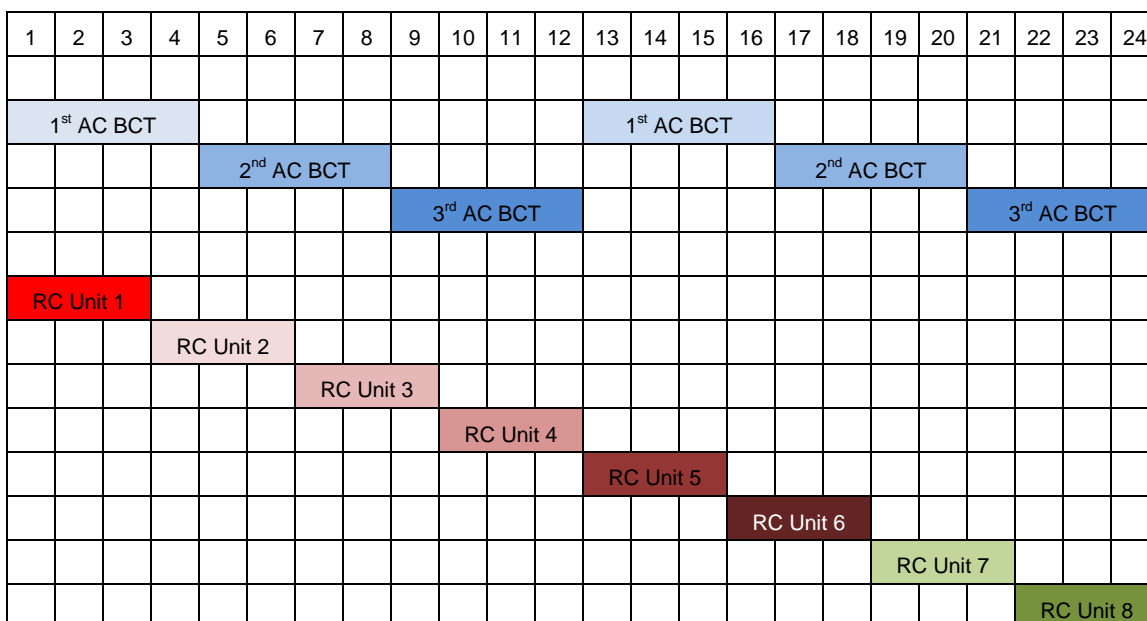 1 2 3 4 5 6 7 8 9 10 11 12 13 14 15 16 17 18 19 20 21 22 23 24
1st AC BCT 1st AC BCT
2nd AC BCT 2nd AC BCT
3rd AC BCT 3rd AC BCT
RC Unit 1
RC Unit 2
RC Unit 3
RC Unit 4
RC Unit 5
RC Unit 6
RC Unit 7
RC Unit 8